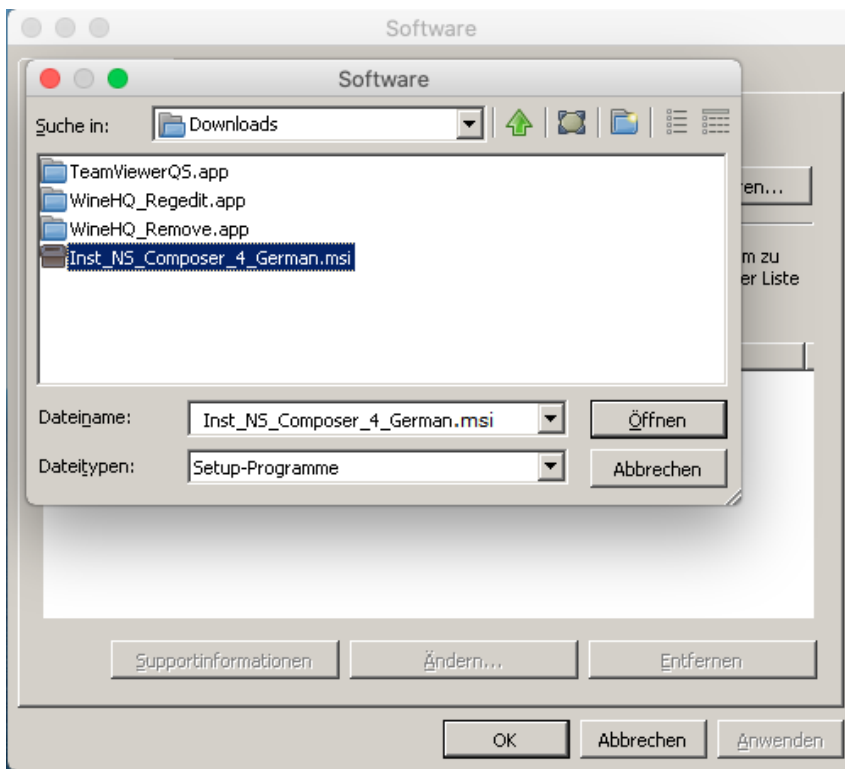 Software
Software
Suche in:
Downloads
TeamViewerQS.app
WineHQ_Regedit.app
WineHQ_Remove.app
Inst_NS_Composer_4_German.msi
en...
m zu
er Liste
Dateiname:
Inst_NS_Composer_4_German.msi
Öffnen
Dateitypen:
Setup-Programme
Abbrechen
Supportinformationen
Ändern...
Entfernen
OK
Abbrechen
Anwenden